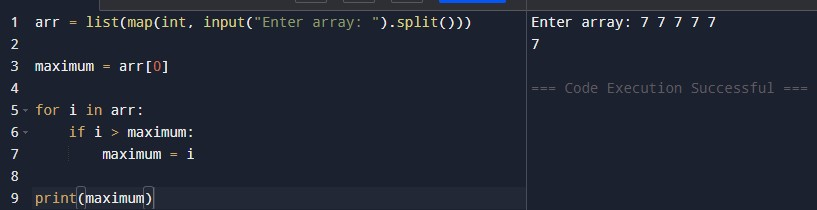 1 arr = list(map(int, input("Enter array: ").split()))
2
3 maximum = arr[0]
4
5 for i in arr:
6     if i > maximum:
7         maximum = i
8
9 print(maximum)
Enter array: 7 7 7 7 7
7
=== Code Execution Successful ===